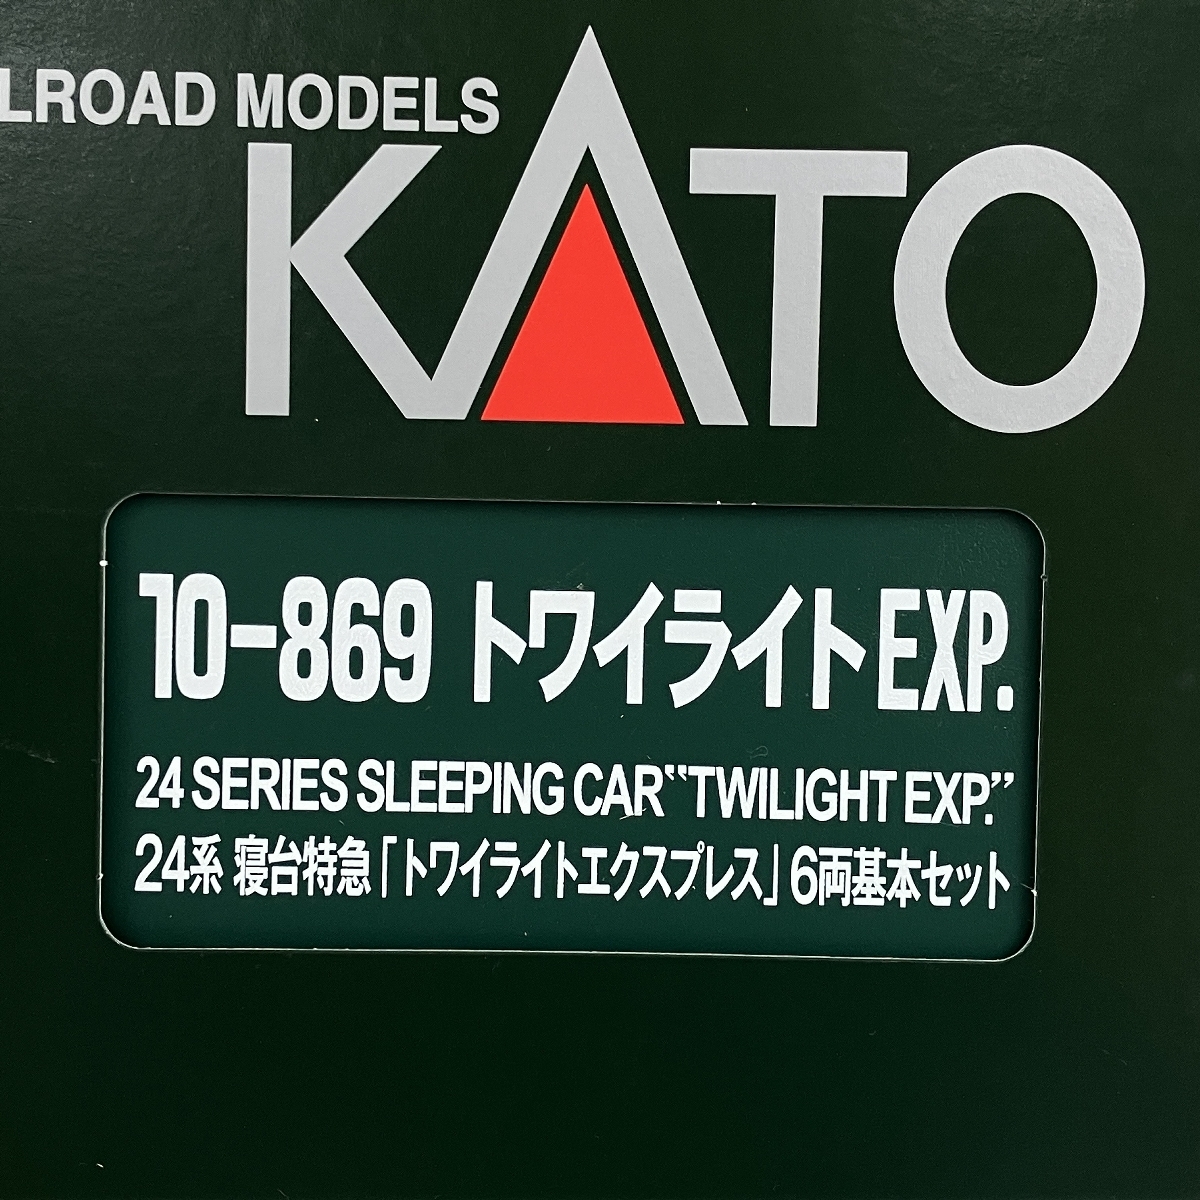 LROAD MODELS
KATO
10-869 トワイライトEXP.
24 SERIES SLEEPING CAR“TWILIGHT EXP.”
24系 寝台特急「トワイライトエクスプレス」6両基本セット